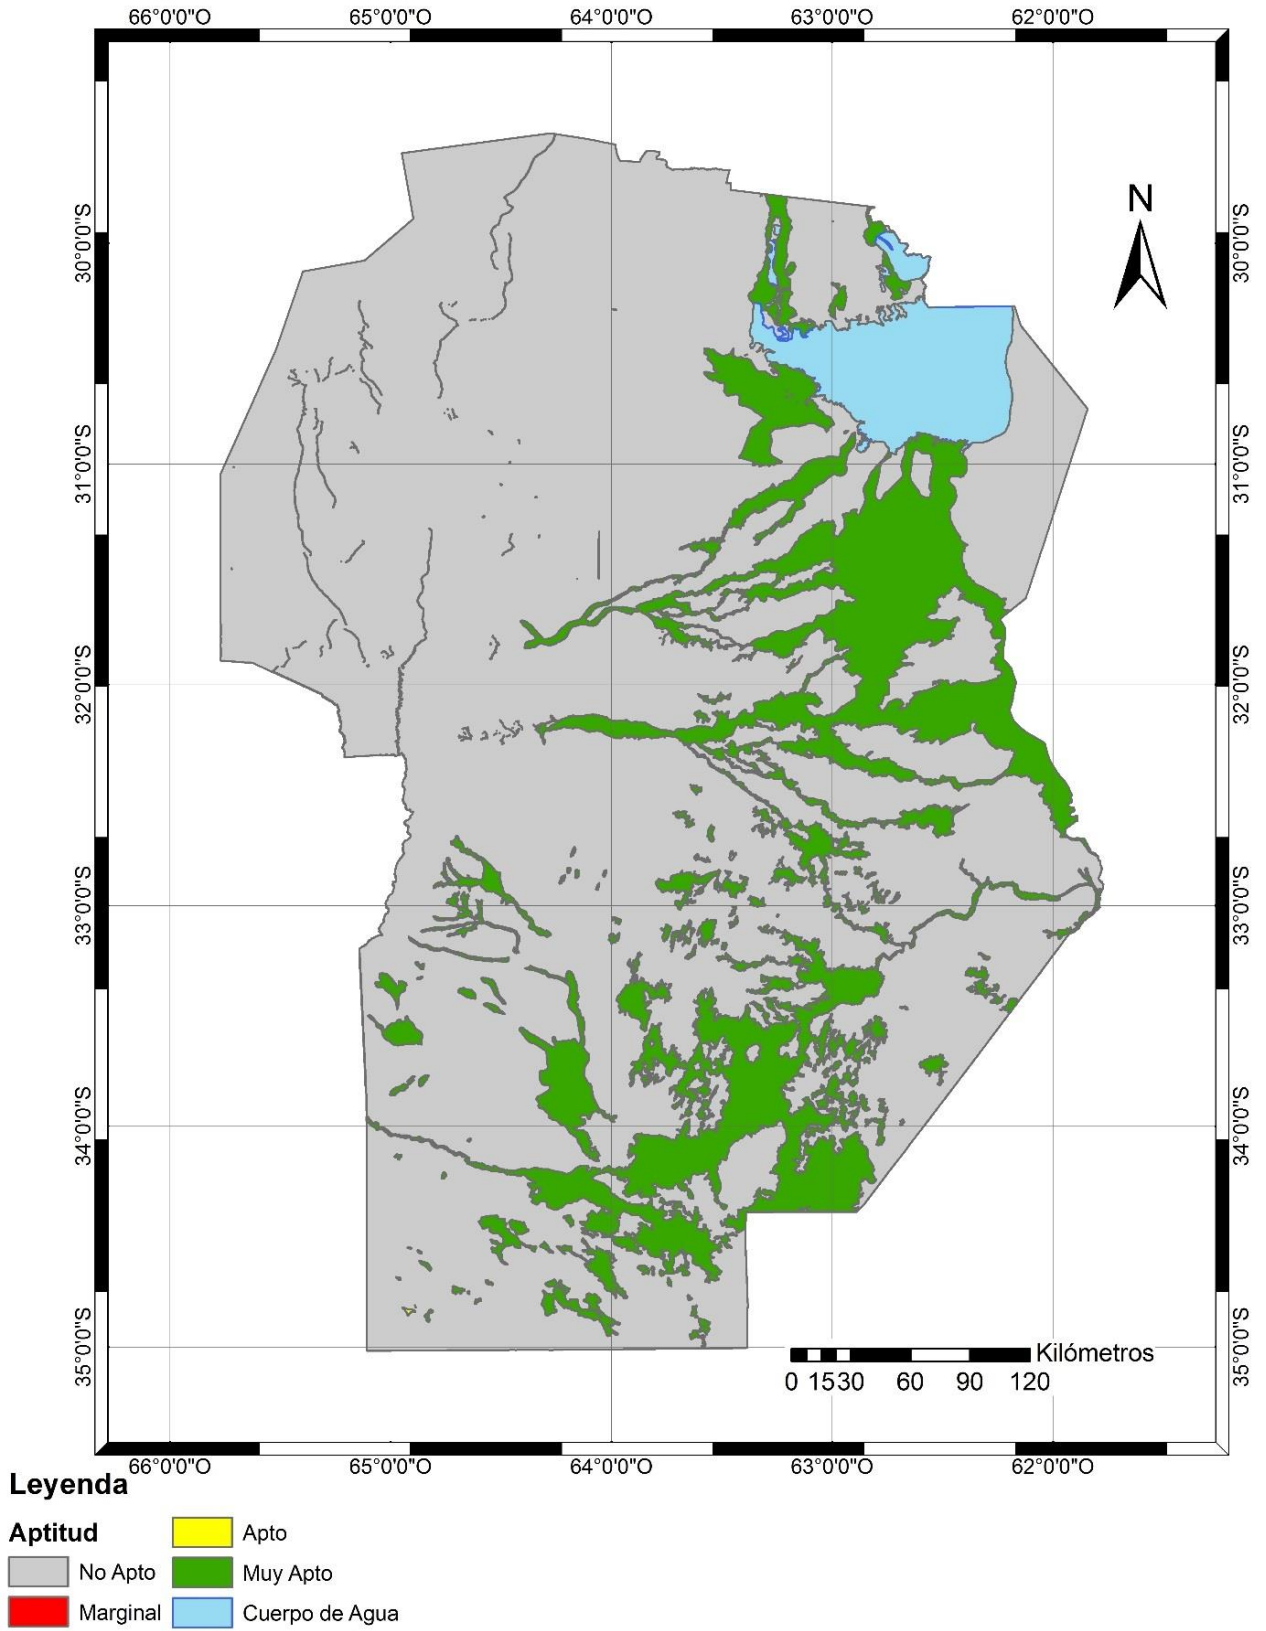 66°0'0"O 65°0'0"O 64°0'0"O 63°0'0"O 62°0'0"O
N
30°0'0"S 30°0'0"S
31°0'0"S 31°0'0"S
32°0'0"S 32°0'0"S
33°0'0"S 33°0'0"S
34°0'0"S 34°0'0"S
35°0'0"S 35°0'0"S
Kilómetros
0 15 30 60 90 120
66°0'0"O 65°0'0"O 64°0'0"O 63°0'0"O 62°0'0"O
Leyenda
Aptitud
No Apto
Marginal
Apto
Muy Apto
Cuerpo de Agua